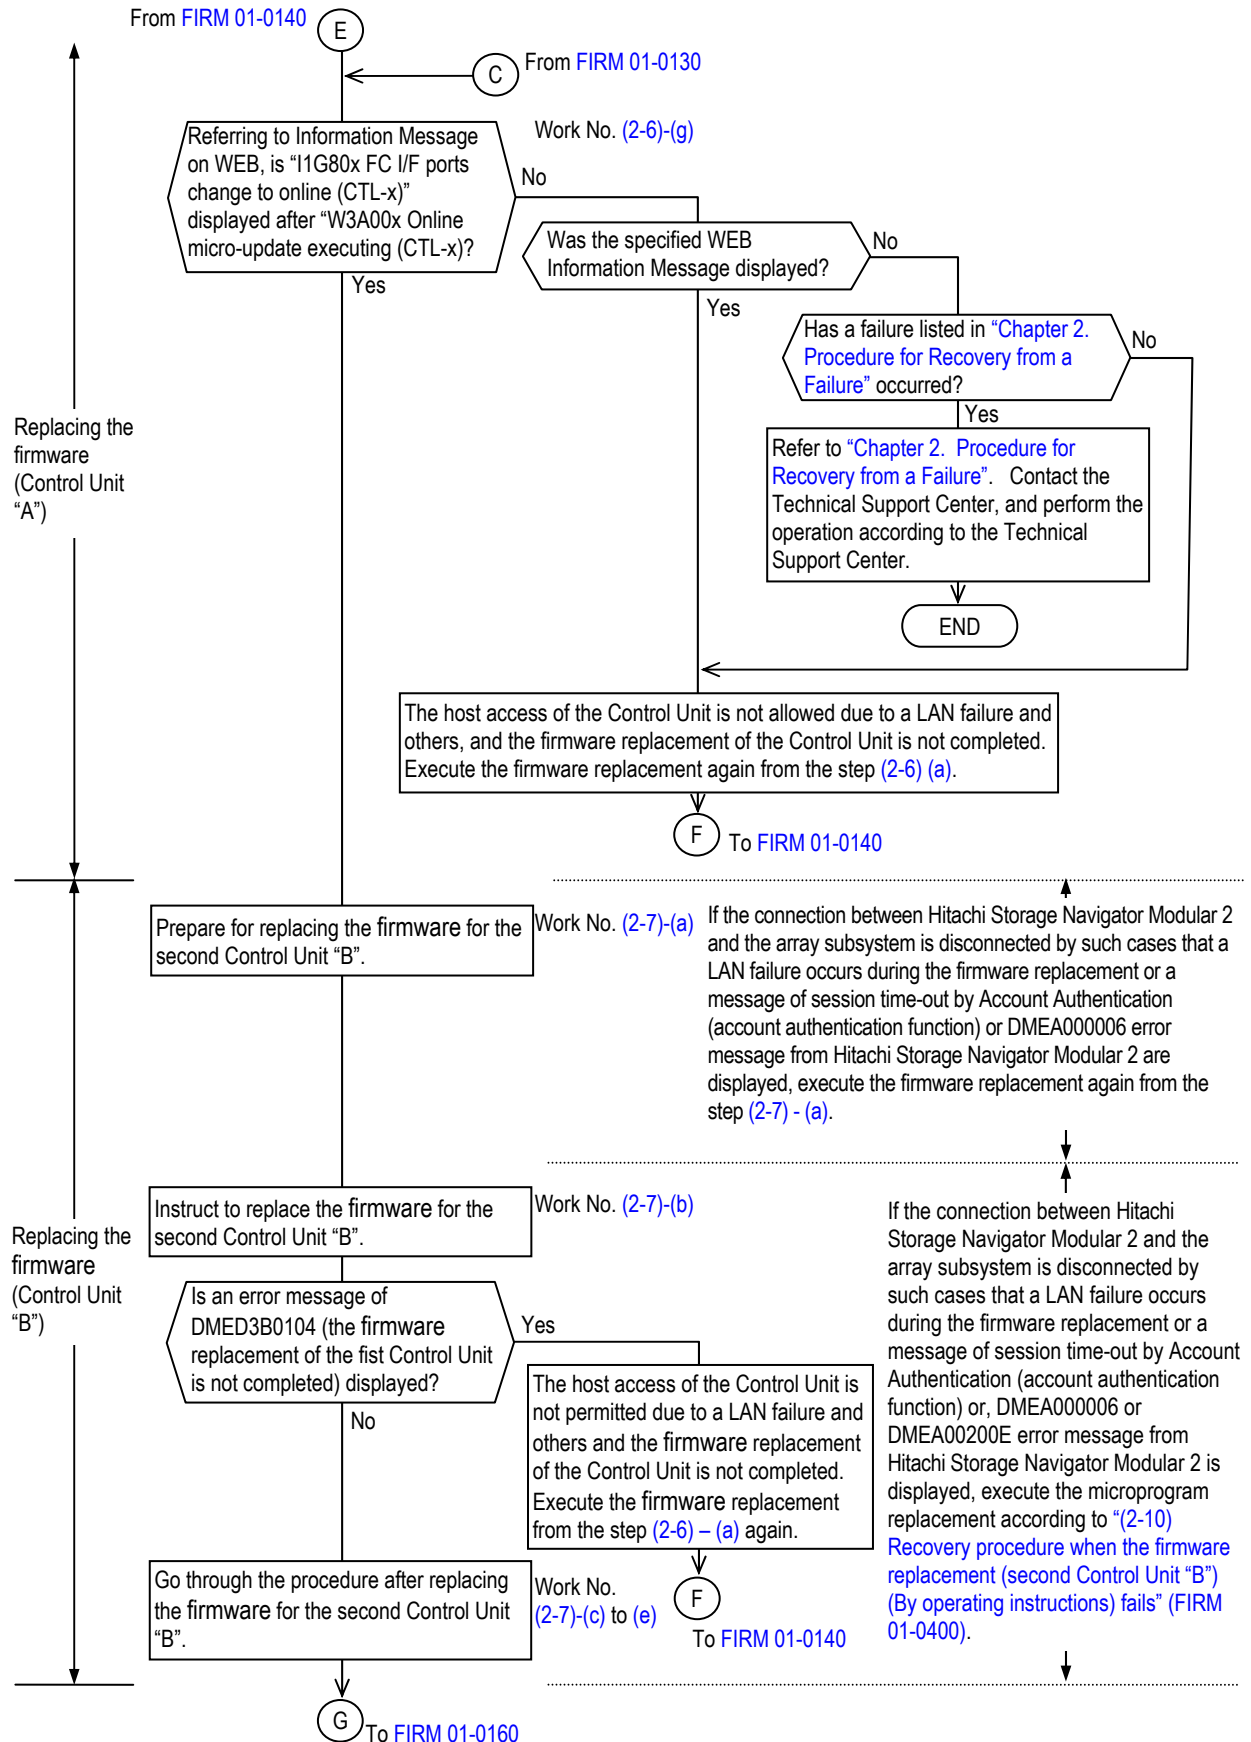 From FIRM 01-0140
E
C
From FIRM 01-0130
Referring to Information Message
on WEB, is “I1G80x FC I/F ports
change to online (CTL-x)”
displayed after “W3A00x Online
micro-update executing (CTL-x)?
Work No. (2-6)-(g)
No
Yes
Was the specified WEB
Information Message displayed?
No
Yes
Has a failure listed in “Chapter 2.
Procedure for Recovery from a
Failure” occurred?
No
Yes
Refer to “Chapter 2. Procedure for
Recovery from a Failure”. Contact the
Technical Support Center, and perform the
operation according to the Technical
Support Center.
END
Replacing the
firmware
(Control Unit
“A”)
The host access of the Control Unit is not allowed due to a LAN failure and
others, and the firmware replacement of the Control Unit is not completed.
Execute the firmware replacement again from the step (2-6) (a).
F
To FIRM 01-0140
Prepare for replacing the firmware for the
second Control Unit “B”.
Work No. (2-7)-(a)
If the connection between Hitachi Storage Navigator Modular 2
and the array subsystem is disconnected by such cases that a
LAN failure occurs during the firmware replacement or a
message of session time-out by Account Authentication
(account authentication function) or DMEA000006 error
message from Hitachi Storage Navigator Modular 2 are
displayed, execute the firmware replacement again from the
step (2-7) - (a).
Instruct to replace the firmware for the
second Control Unit “B”.
Work No. (2-7)-(b)
Replacing the
firmware
(Control Unit
“B”)
Is an error message of
DMED3B0104 (the firmware
replacement of the fist Control Unit
is not completed) displayed?
Yes
No
The host access of the Control Unit is
not permitted due to a LAN failure and
others and the firmware replacement
of the Control Unit is not completed.
Execute the firmware replacement
from the step (2-6) – (a) again.
F
To FIRM 01-0140
If the connection between Hitachi
Storage Navigator Modular 2 and the
array subsystem is disconnected by
such cases that a LAN failure occurs
during the firmware replacement or a
message of session time-out by Account
Authentication (account authentication
function) or, DMEA000006 or
DMEA00200E error message from
Hitachi Storage Navigator Modular 2 is
displayed, execute the microprogram
replacement according to “(2-10)
Recovery procedure when the firmware
replacement (second Control Unit “B”)
(By operating instructions) fails” (FIRM
01-0400).
Go through the procedure after replacing
the firmware for the second Control Unit
“B”.
Work No.
(2-7)-(c) to (e)
G
To FIRM 01-0160